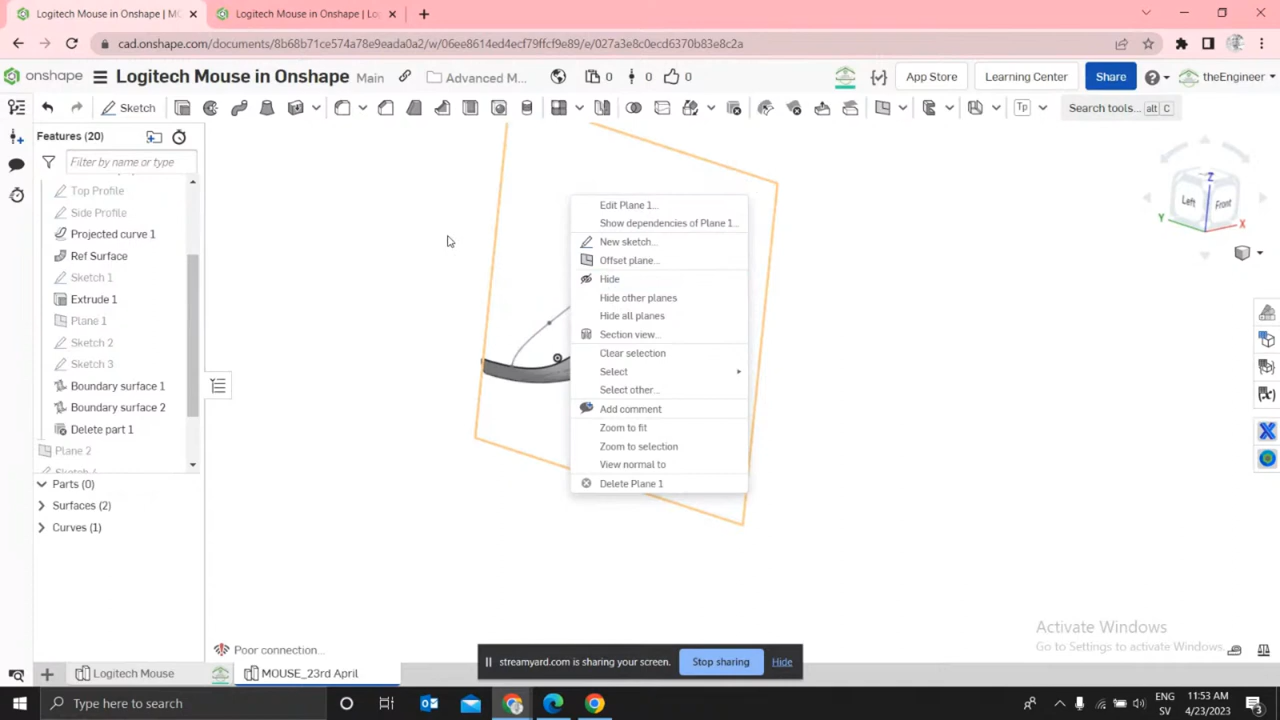 Logitech Mouse in Onshape | M
Logitech Mouse in Onshape | Lo
cad.onshape.com/documents/8b68b71ce574a78e9eada0a2/w/06ee8614ed4ecf79ffcf9e89/e/027a3e8c0ecd6370b83e8c2a
onshape
Logitech Mouse in Onshape Main
Advanced M...
0
0
0
App Store
Learning Center
Share
theEngineer
Sketch
Tp
Search tools... alt C
Features (20)
Filter by name or type
Top Profile
Side Profile
Projected curve 1
Ref Surface
Sketch 1
Extrude 1
Plane 1
Sketch 2
Sketch 3
Boundary surface 1
Boundary surface 2
Delete part 1
Plane 2
Parts (0)
Surfaces (2)
Curves (1)
Edit Plane 1...
Show dependencies of Plane 1...
New sketch...
Offset plane...
Hide
Hide other planes
Hide all planes
Section view...
Clear selection
Select
Select other...
Add comment
Zoom to fit
Zoom to selection
View normal to
Delete Plane 1
Z
Left
Front
Y
X
Activate Windows
Go to Settings to activate Windows.
Poor connection...
streamyard.com is sharing your screen.
Stop sharing
Hide
Logitech Mouse
MOUSE_23rd April
Type here to search
ENG
SV
11:53 AM
4/23/2023
3